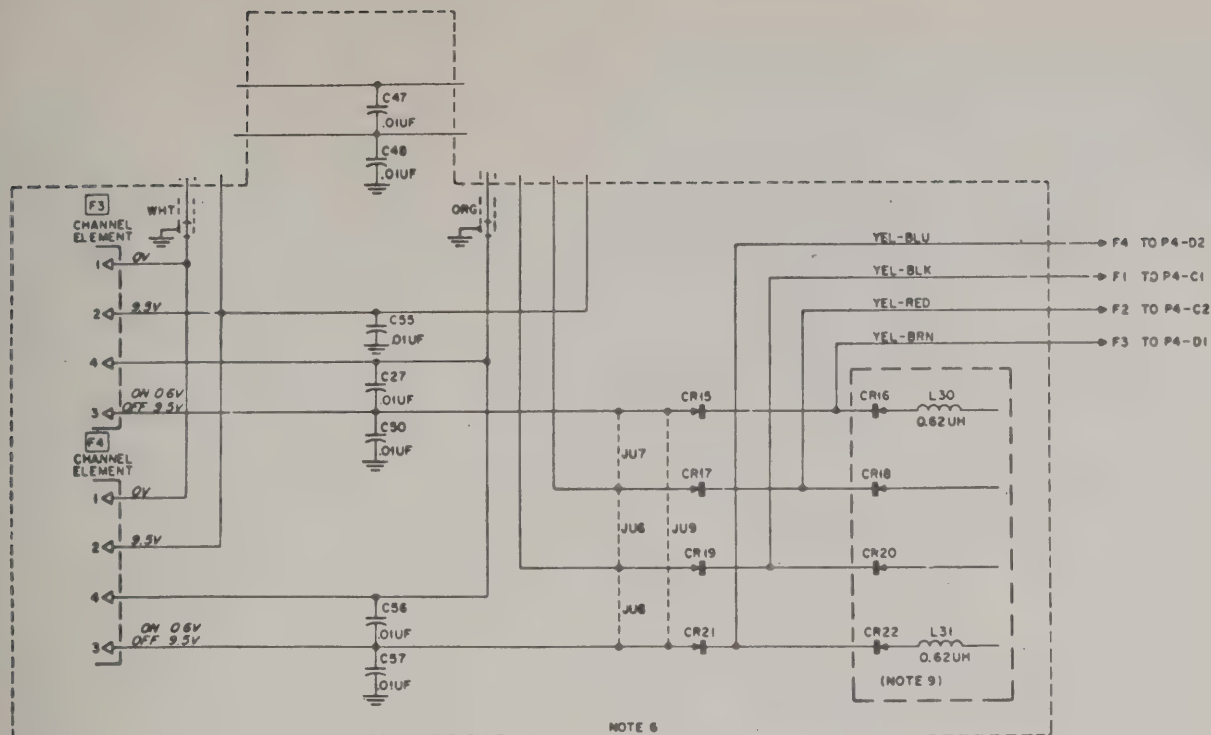 C47
.01UF
C48
.01UF
F3
CHANNEL
ELEMENT
WHT
ORG
1 0V
2 9.5V
C55
.01UF
4
C27
.01UF
3 ON 0.6V
OFF 9.5V
C50
.01UF
F4
CHANNEL
ELEMENT
1 0V
2 9.5V
4
C56
.01UF
3 ON 0.6V
OFF 9.5V
C57
.01UF
YEL-BLU F4 TO P4-D2
YEL-BLK F1 TO P4-C1
YEL-RED F2 TO P4-C2
YEL-BRN F3 TO P4-D1
CR15 CR16 L30
0.62UH
JU7
CR17 CR18
JU6 JU9
CR19 CR20
JU8
CR21 CR22 L31
0.62UH
(NOTE 9)
NOTE 6